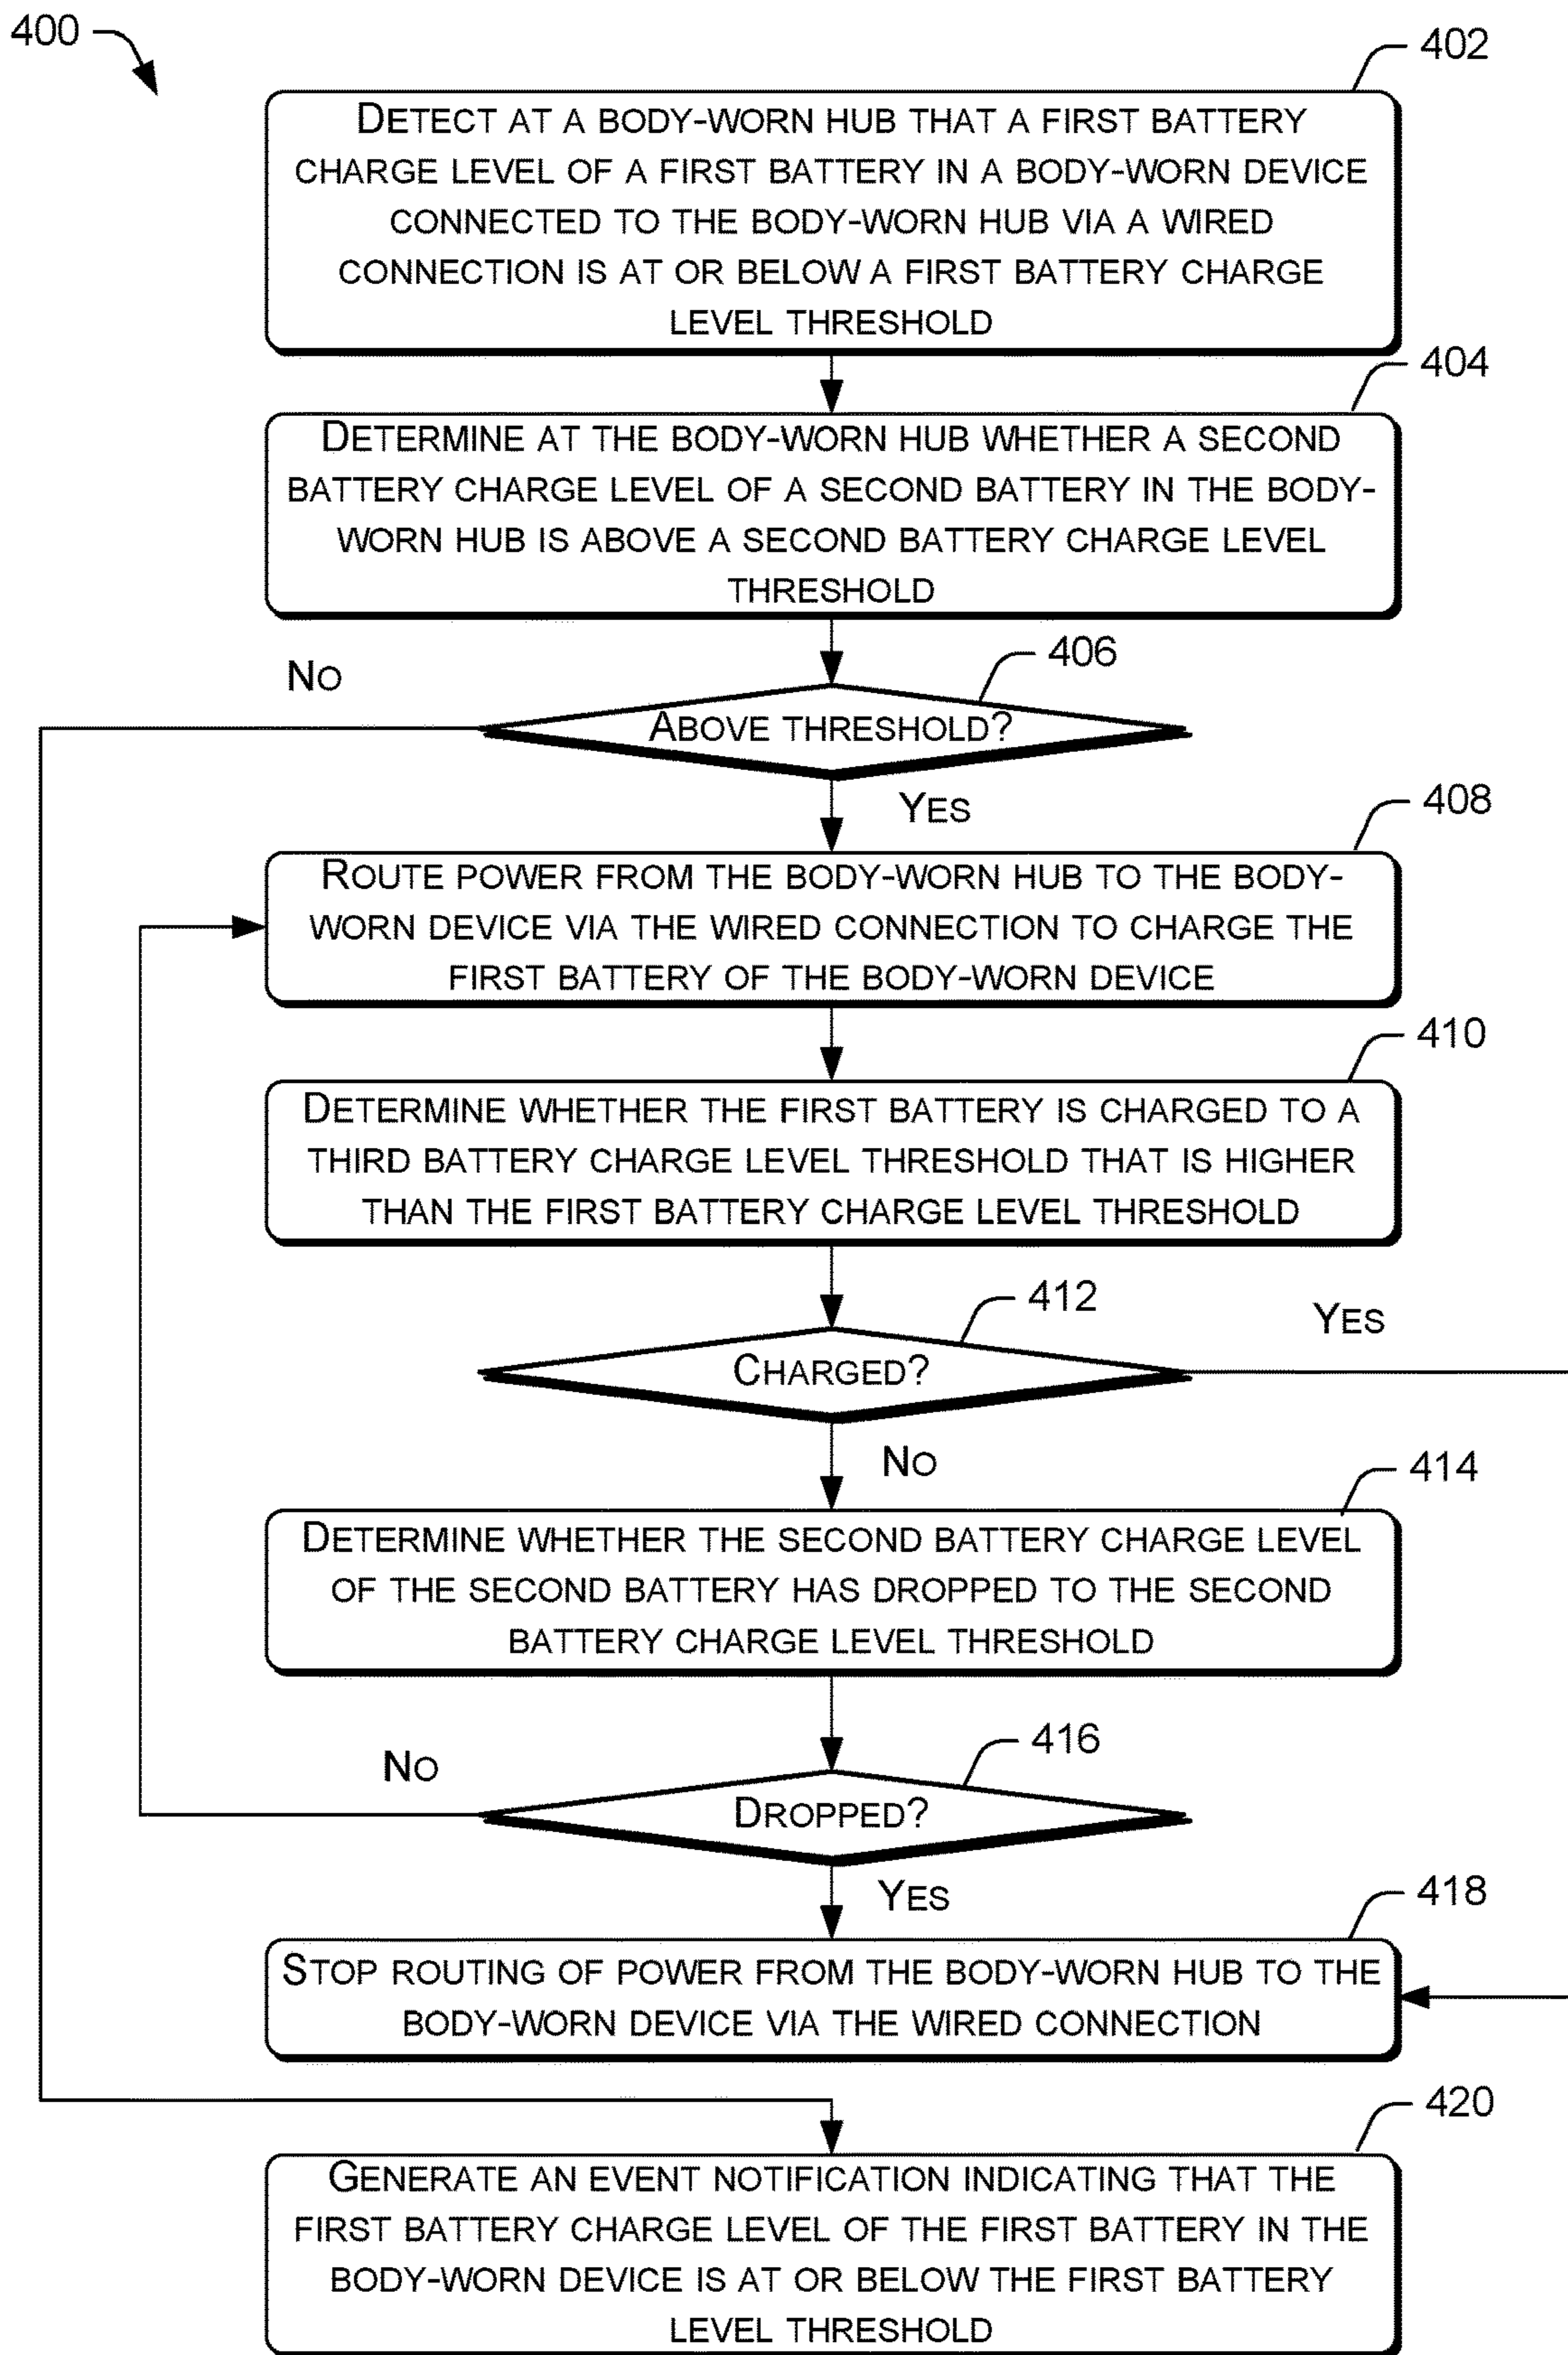 400
402
DETECT AT A BODY-WORN HUB THAT A FIRST BATTERY
CHARGE LEVEL OF A FIRST BATTERY IN A BODY-WORN DEVICE
CONNECTED TO THE BODY-WORN HUB VIA A WIRED
CONNECTION IS AT OR BELOW A FIRST BATTERY CHARGE
LEVEL THRESHOLD
404
DETERMINE AT THE BODY-WORN HUB WHETHER A SECOND
BATTERY CHARGE LEVEL OF A SECOND BATTERY IN THE BODY-
WORN HUB IS ABOVE A SECOND BATTERY CHARGE LEVEL
THRESHOLD
406
NO
ABOVE THRESHOLD?
YES
408
ROUTE POWER FROM THE BODY-WORN HUB TO THE BODY-
WORN DEVICE VIA THE WIRED CONNECTION TO CHARGE THE
FIRST BATTERY OF THE BODY-WORN DEVICE
410
DETERMINE WHETHER THE FIRST BATTERY IS CHARGED TO A
THIRD BATTERY CHARGE LEVEL THRESHOLD THAT IS HIGHER
THAN THE FIRST BATTERY CHARGE LEVEL THRESHOLD
412
YES
CHARGED?
NO
414
DETERMINE WHETHER THE SECOND BATTERY CHARGE LEVEL
OF THE SECOND BATTERY HAS DROPPED TO THE SECOND
BATTERY CHARGE LEVEL THRESHOLD
416
NO
DROPPED?
YES
418
STOP ROUTING OF POWER FROM THE BODY-WORN HUB TO THE
BODY-WORN DEVICE VIA THE WIRED CONNECTION
420
GENERATE AN EVENT NOTIFICATION INDICATING THAT THE
FIRST BATTERY CHARGE LEVEL OF THE FIRST BATTERY IN THE
BODY-WORN DEVICE IS AT OR BELOW THE FIRST BATTERY
LEVEL THRESHOLD